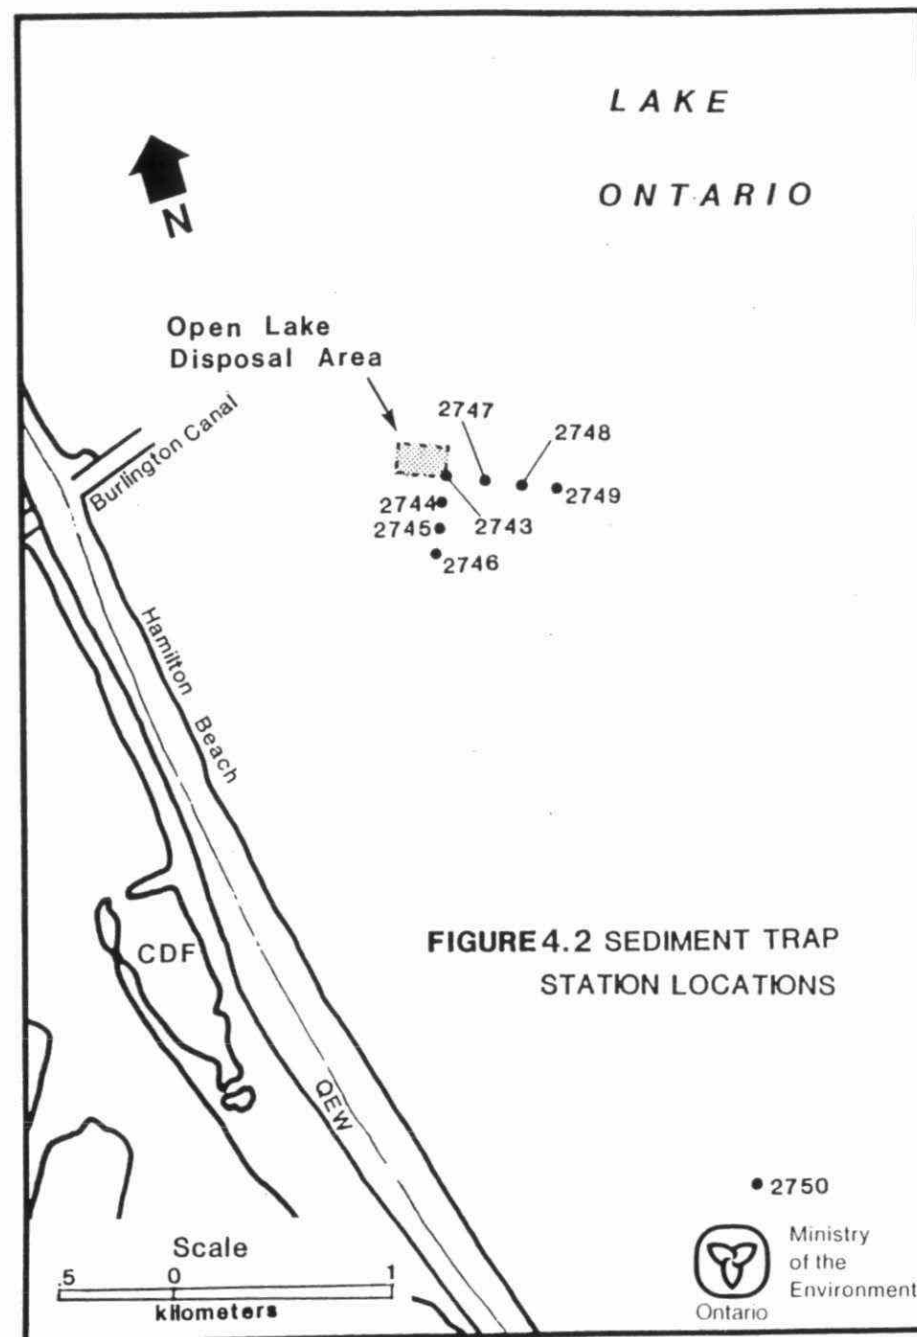 LAKE
ONTARIO
N
Open Lake
Disposal Area
Burlington Canal
2747
2748
2744
2743
2749
2745
2746
Hamilton Beach
CDF
FIGURE 4.2 SEDIMENT TRAP
STATION LOCATIONS
QEW
2750
Scale
.5 0 1
kilometers
Ministry
of the
Environment
Ontario